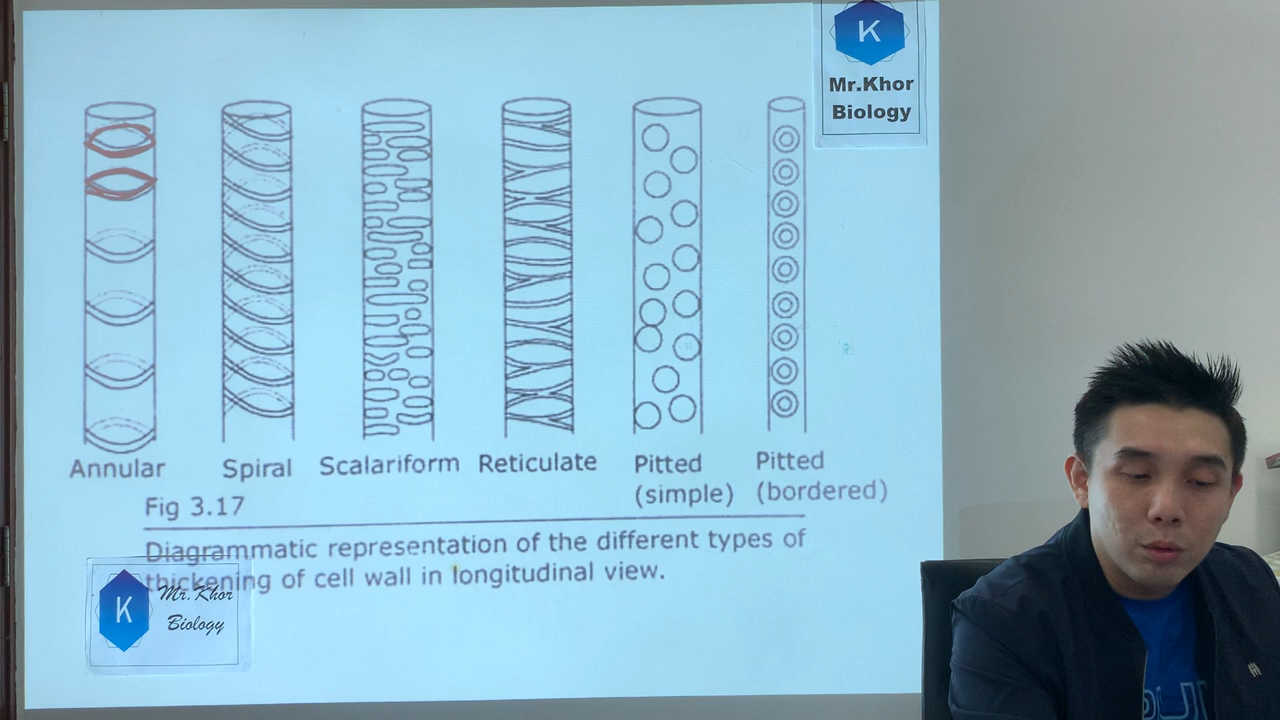 K
Mr.Khor
Biology
Annular Spiral Scalariform Reticulate Pitted (simple) Pitted (bordered)
Fig 3.17
Diagrammatic representation of the different types of
thickening of cell wall in longitudinal view.
K
Mr. Khor
Biology